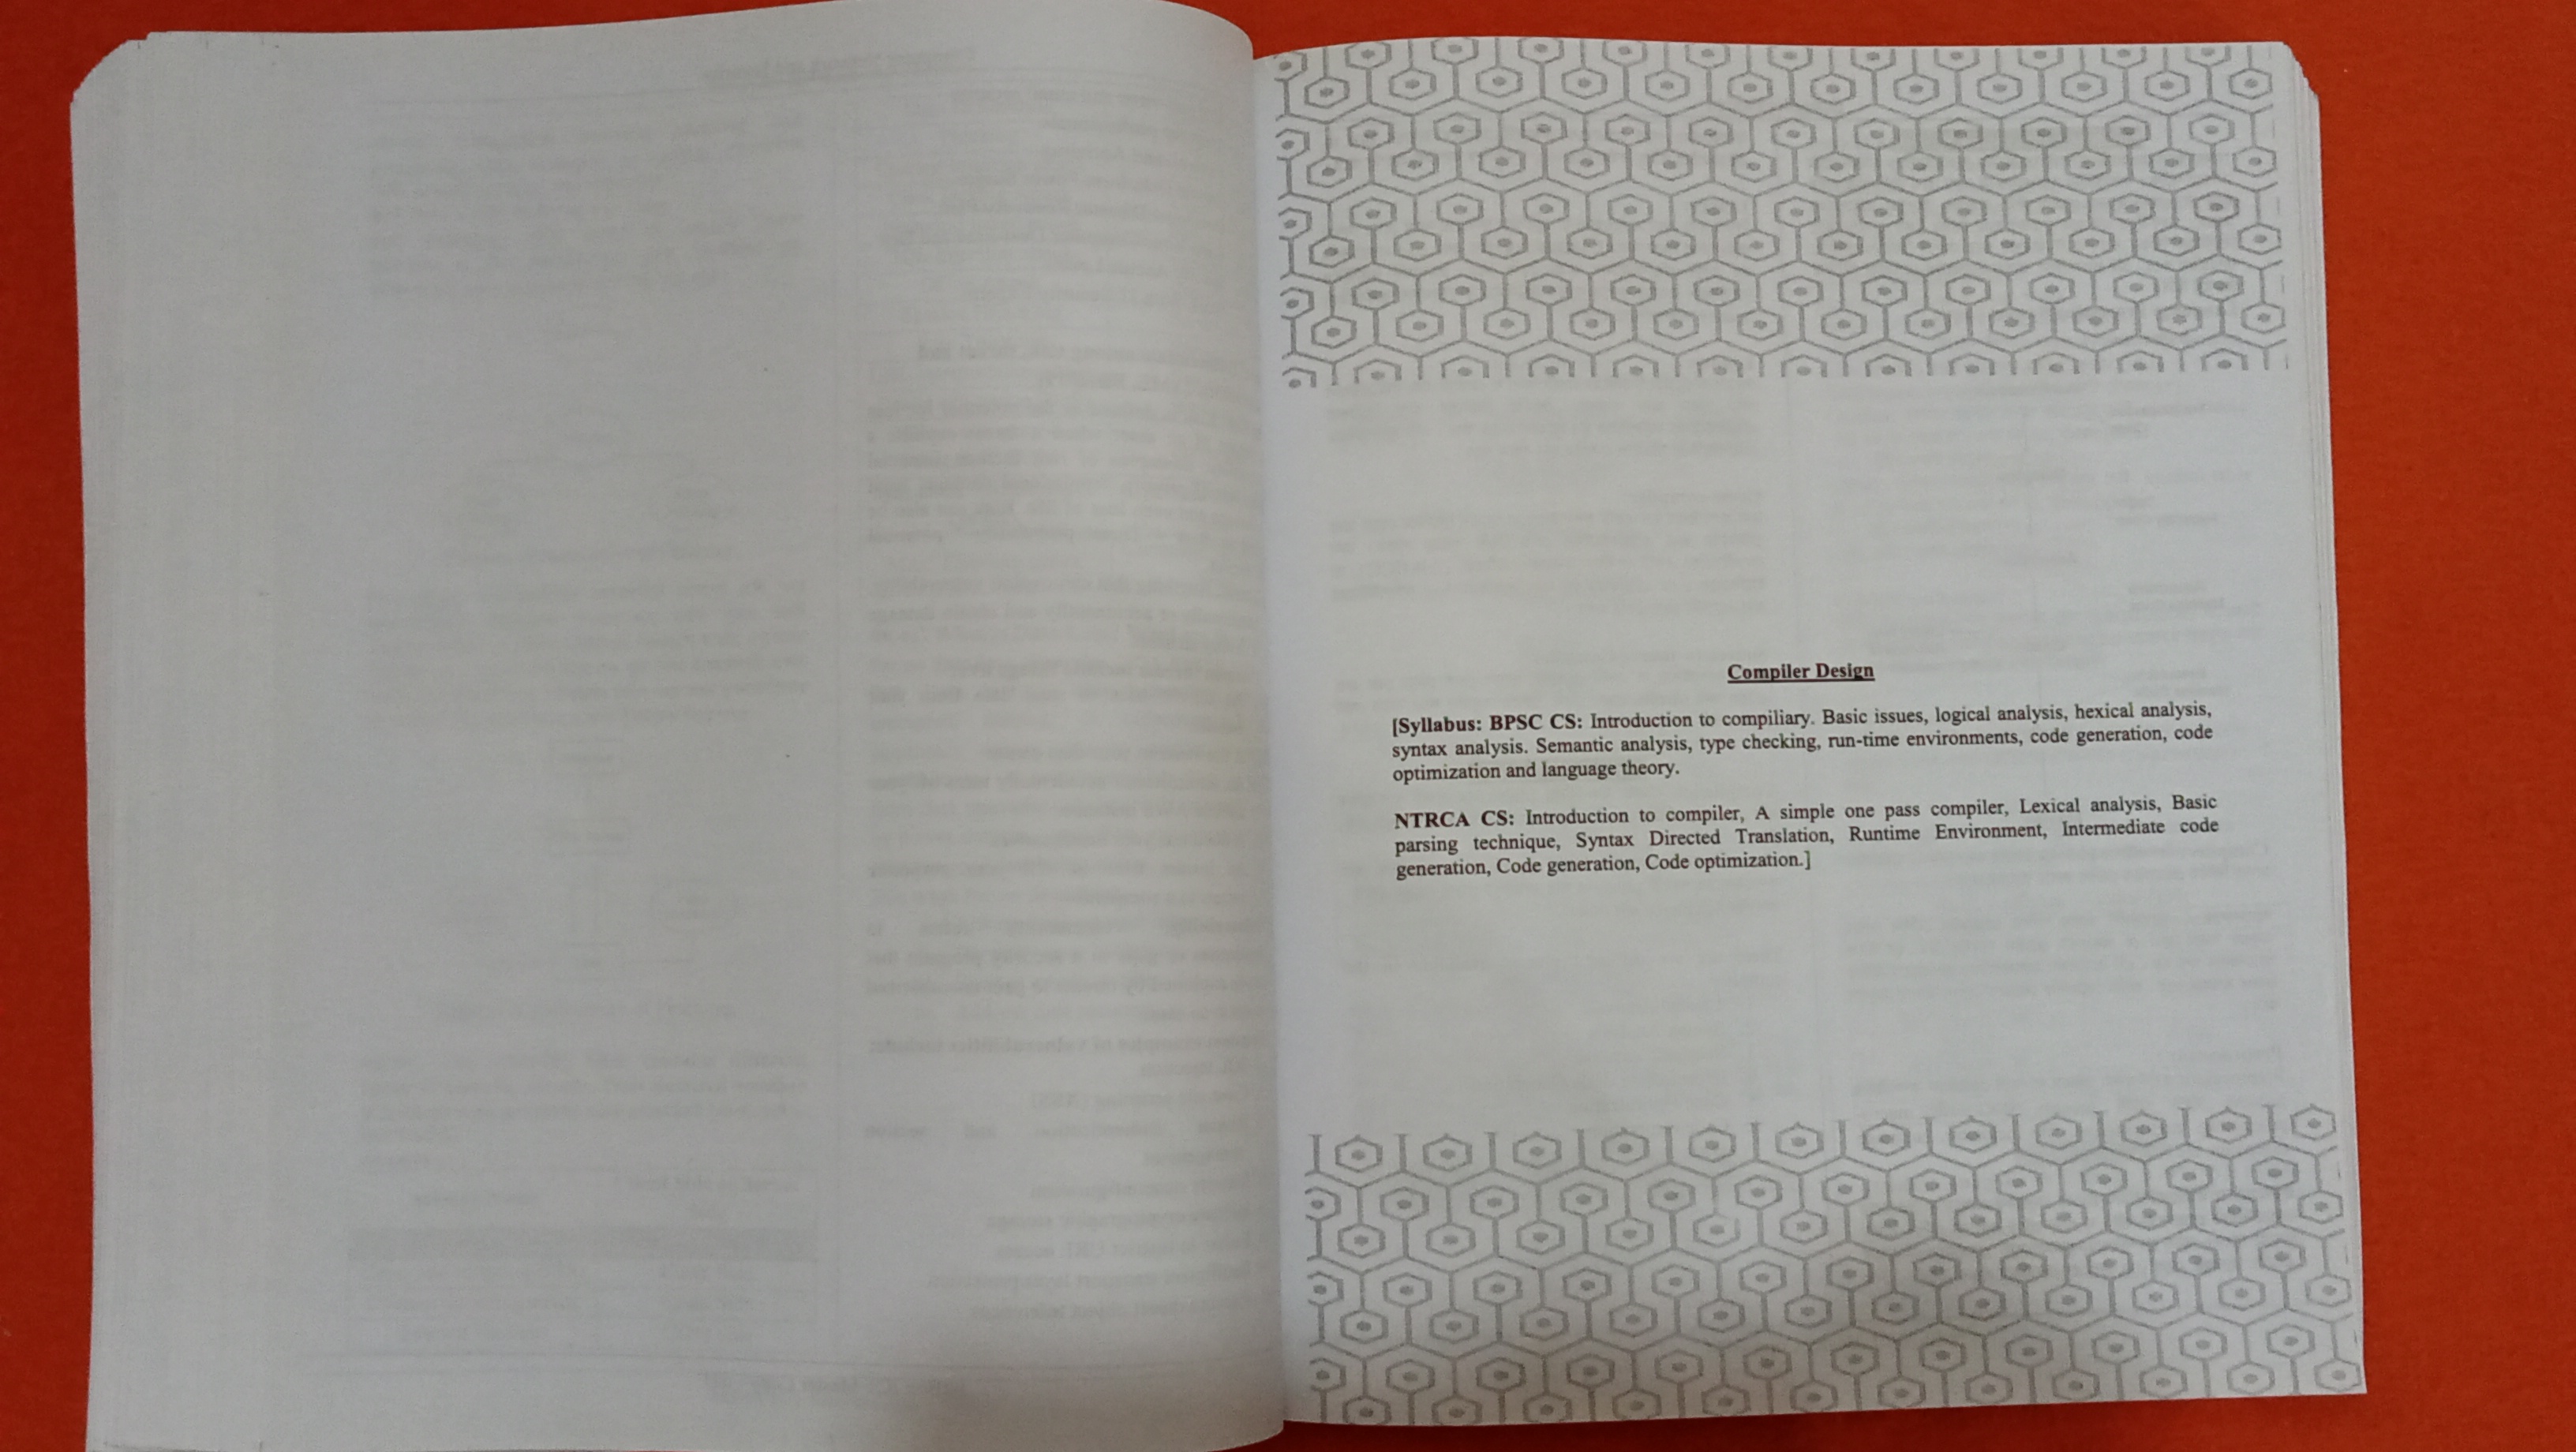 Compiler Design
[Syllabus: BPSC CS: Introduction to compiliary. Basic issues, logical analysis, hexical analysis,
syntax analysis. Semantic analysis, type checking, run-time environments, code generation, code
optimization and language theory.
NTRCA CS: Introduction to compiler, A simple one pass compiler, Lexical analysis, Basic
parsing technique, Syntax Directed Translation, Runtime Environment, Intermediate code
generation, Code generation, Code optimization.]